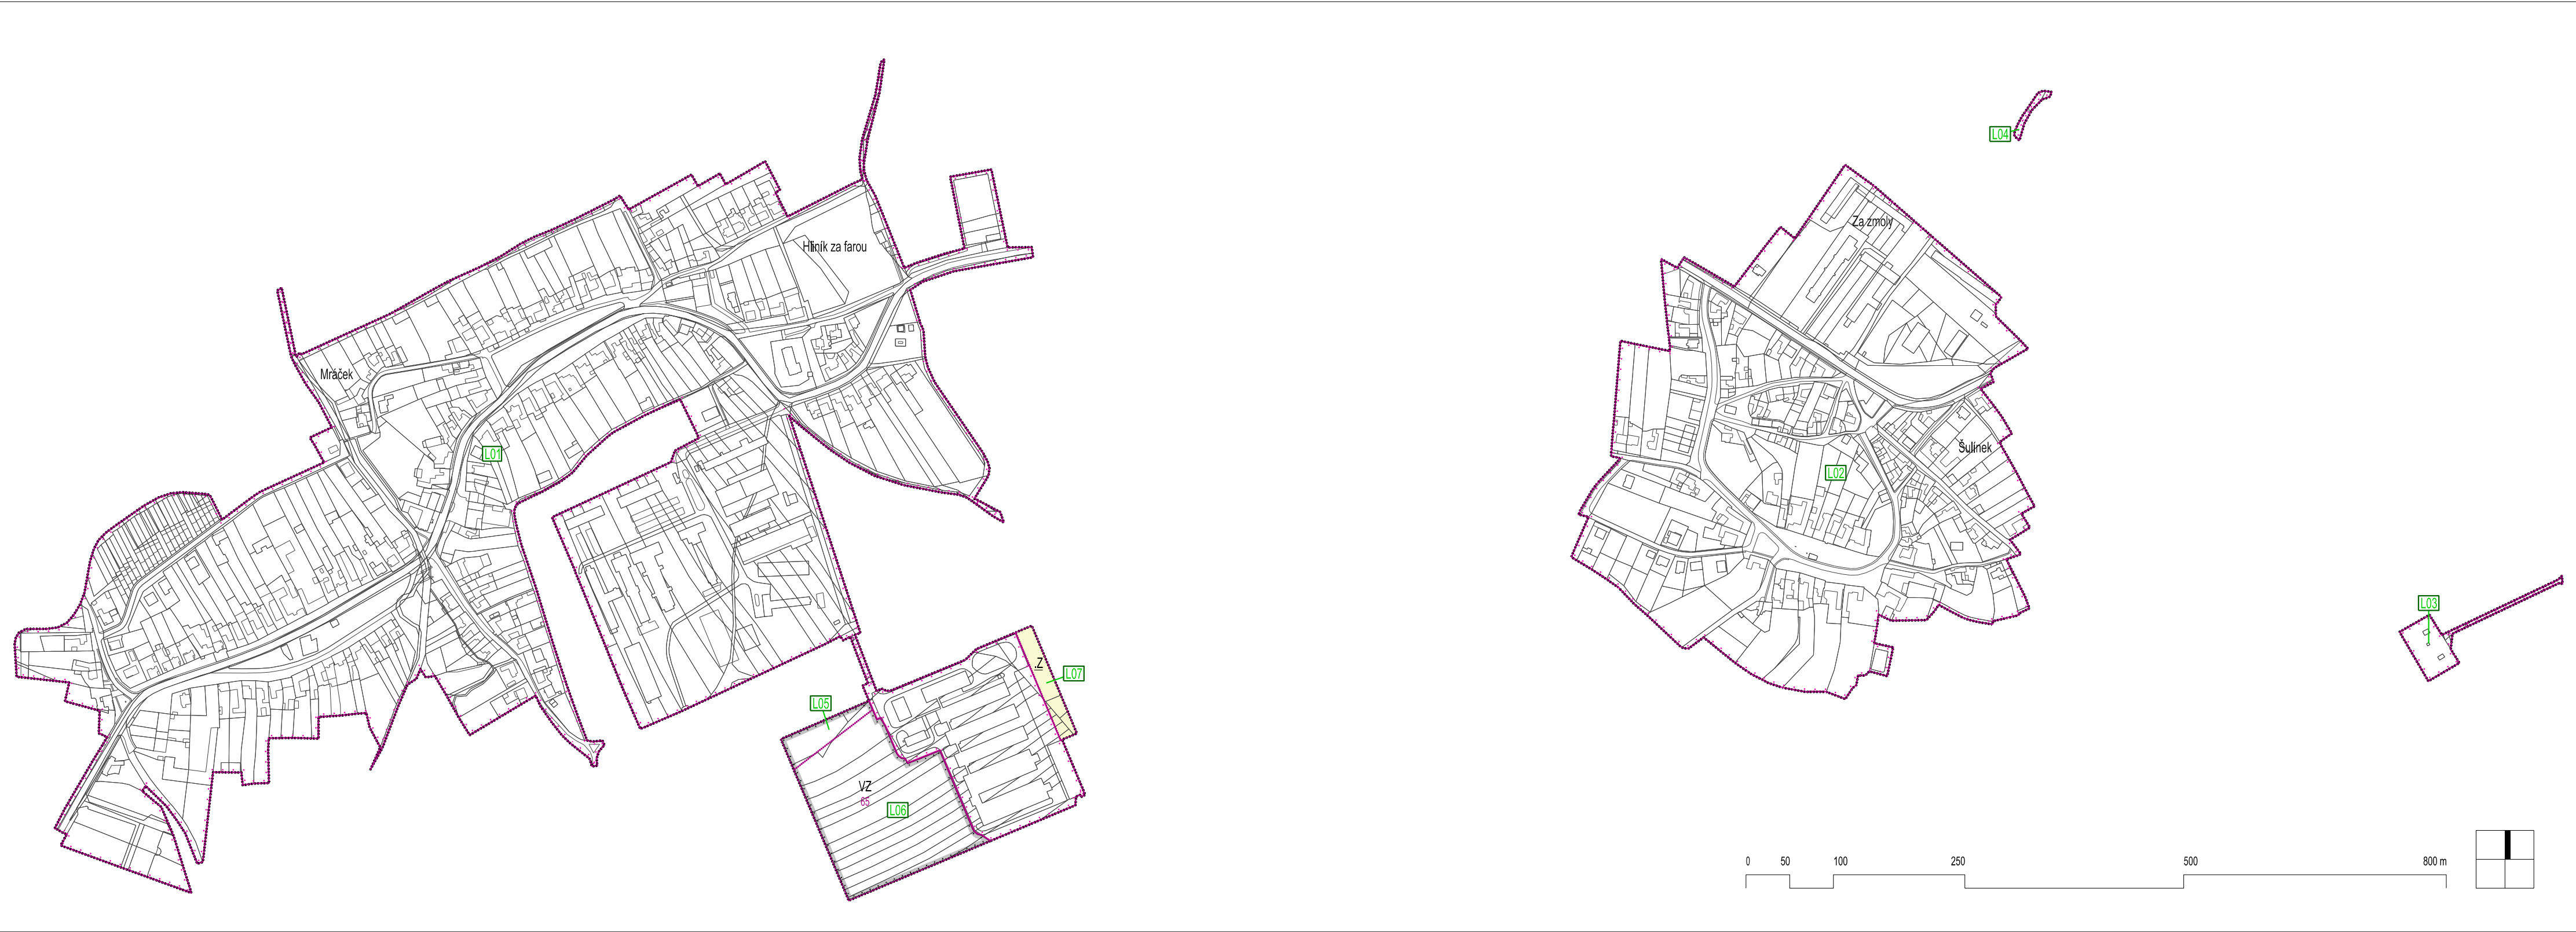 L04
Za zmoly
Hliník za farou
Mráček
Šulínek
L01
L02
L03
.Z
L07
L05
VZ
65
L06
0 50 100 250 500 800 m